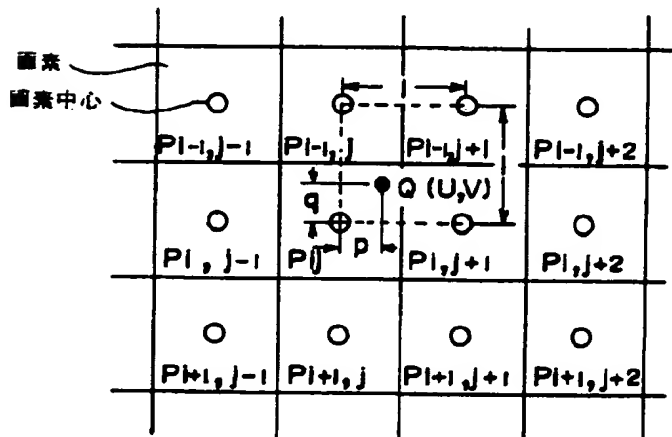 画素
画素中心
Pi-1,j-1 Pi-1,j Pi-1,j+1 Pi-1,j+2
Q (U,V)
q
p
Pi, j-1 Pij Pi,j+1 Pi,j+2
Pi+1,j-1 Pi+1,j Pi+1,j+1 Pi+1,j+2